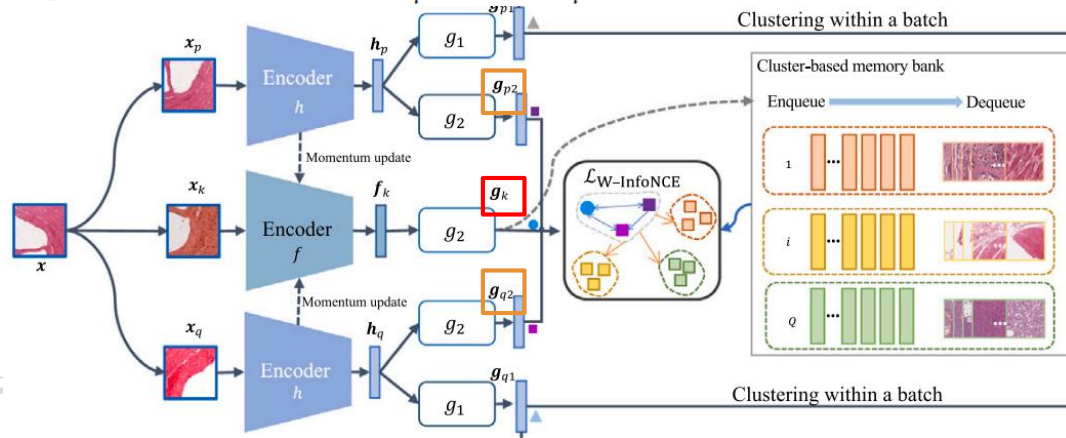 g_p1
Clustering within a batch
x_p
Encoder
h
h_p
g_1
g_p2
g_2
Cluster-based memory bank
Enqueue
Dequeue
Momentum update
1
...
x_k
Encoder
f
f_k
g_k
g_2
L_W-InfoNCE
i
...
x
Momentum update
g_q2
g_2
Q
...
x_q
Encoder
h
h_q
g_1
g_q1
Clustering within a batch